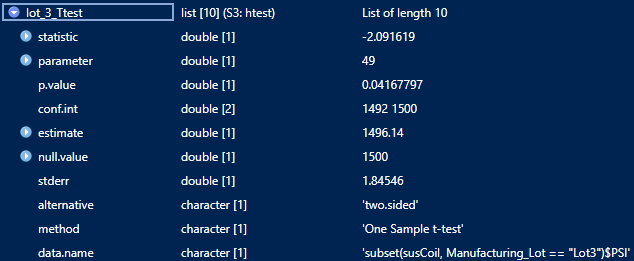 lot_3_Ttest list [10] (S3: htest) List of length 10
statistic double [1] -2.091619
parameter double [1] 49
p.value double [1] 0.04167797
conf.int double [2] 1492 1500
estimate double [1] 1496.14
null.value double [1] 1500
stderr double [1] 1.84546
alternative character [1] 'two.sided'
method character [1] 'One Sample t-test'
data.name character [1] 'subset(susCoil, Manufacturing_Lot == "Lot3")$PSI'